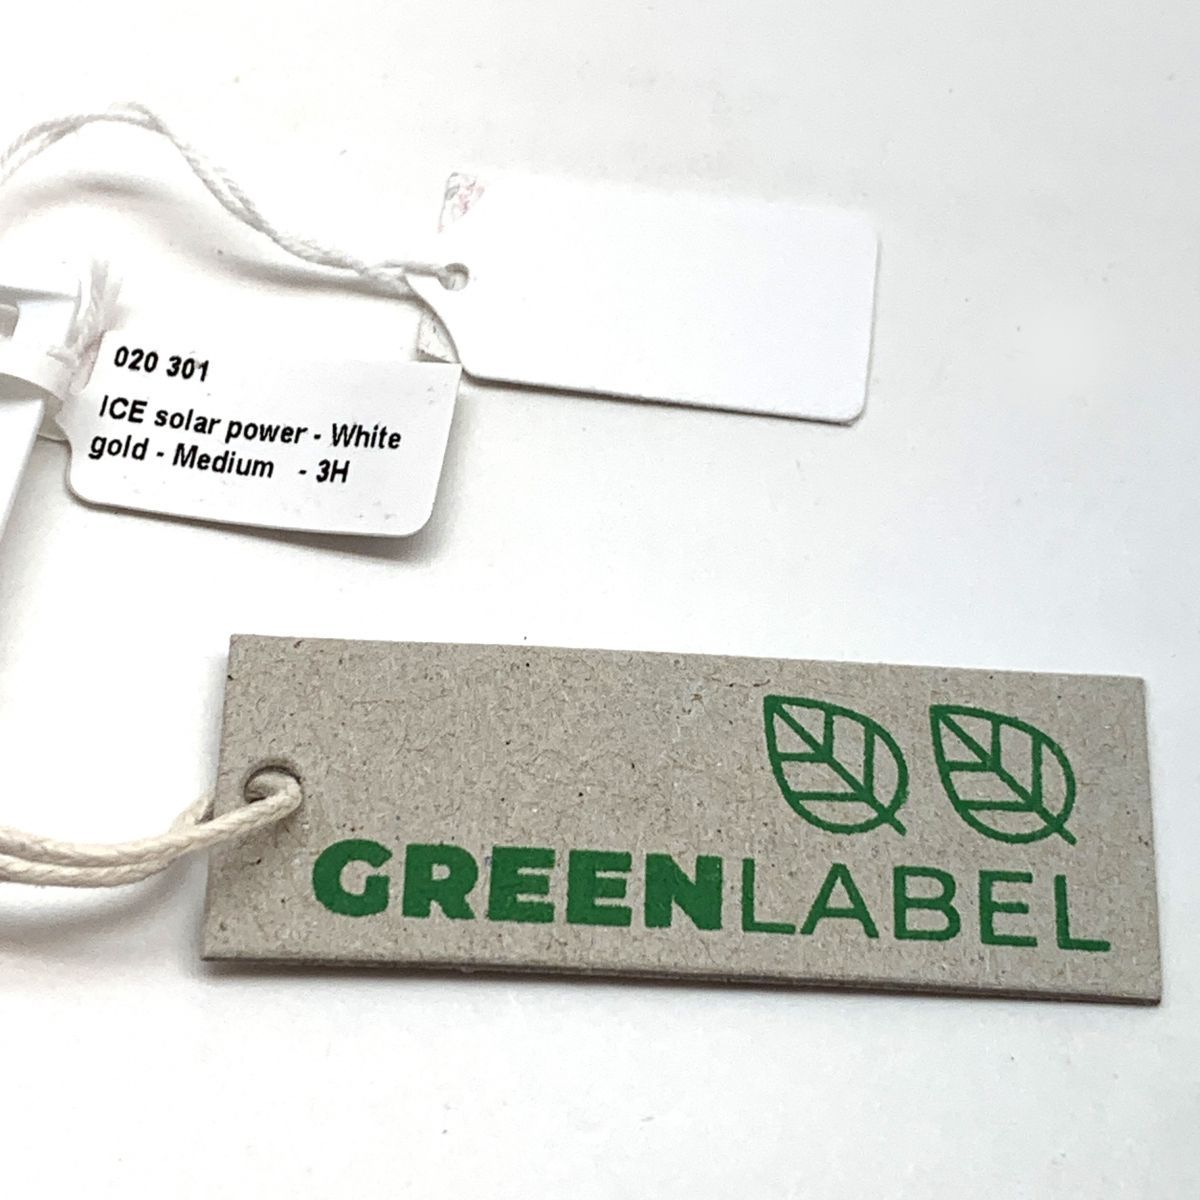 020 301
ICE solar power - White
gold - Medium - 3H
GREENLABEL